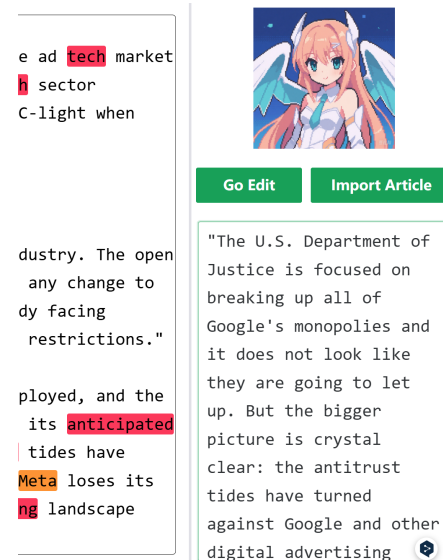 e ad tech market
h sector
C-light when
dustry. The open
any change to
dy facing
restrictions."
ployed, and the
its anticipated
tides have
Meta loses its
ng landscape
Go Edit
Import Article
"The U.S. Department of
Justice is focused on
breaking up all of
Google's monopolies and
it does not look like
they are going to let
up. But the bigger
picture is crystal
clear: the antitrust
tides have turned
against Google and other
digital advertising